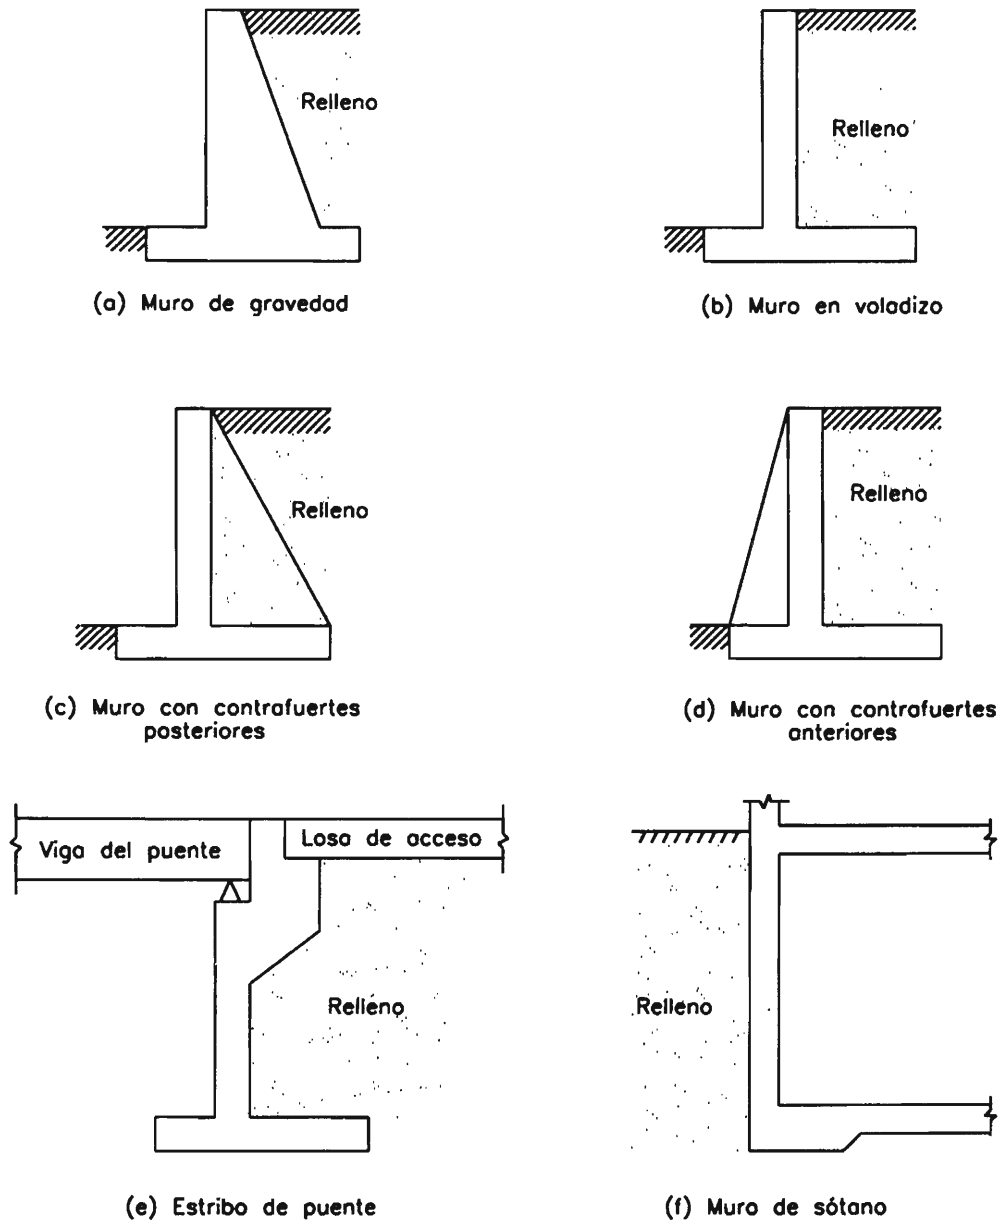 Relleno
Relleno
(a) Muro de gravedad
(b) Muro en voladizo
Relleno
Relleno
(c) Muro con contrafuertes
posteriores
(d) Muro con contrafuertes
anteriores
Viga del puente
Losa de acceso
Relleno
Relleno
(e) Estribo de puente
(f) Muro de sótano